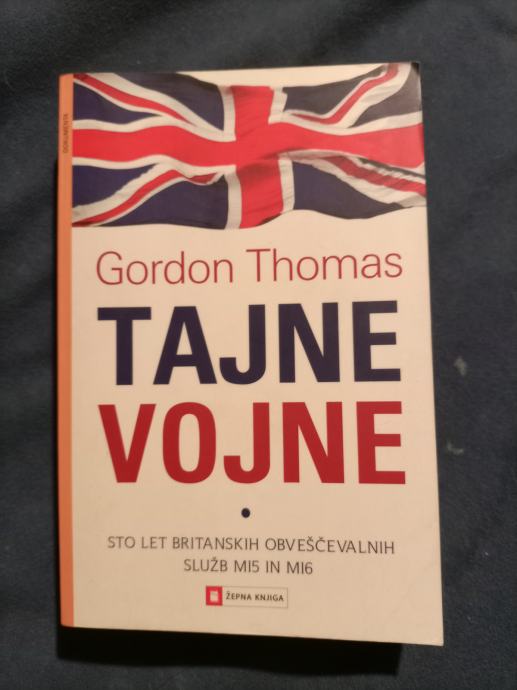 DOKUMENTA
Gordon Thomas
TAJNE
VOJNE
•
STO LET BRITANSKIH OBVEŠČEVALNIH
SLUŽB MI5 IN MI6
ŽEPNA KNJIGA